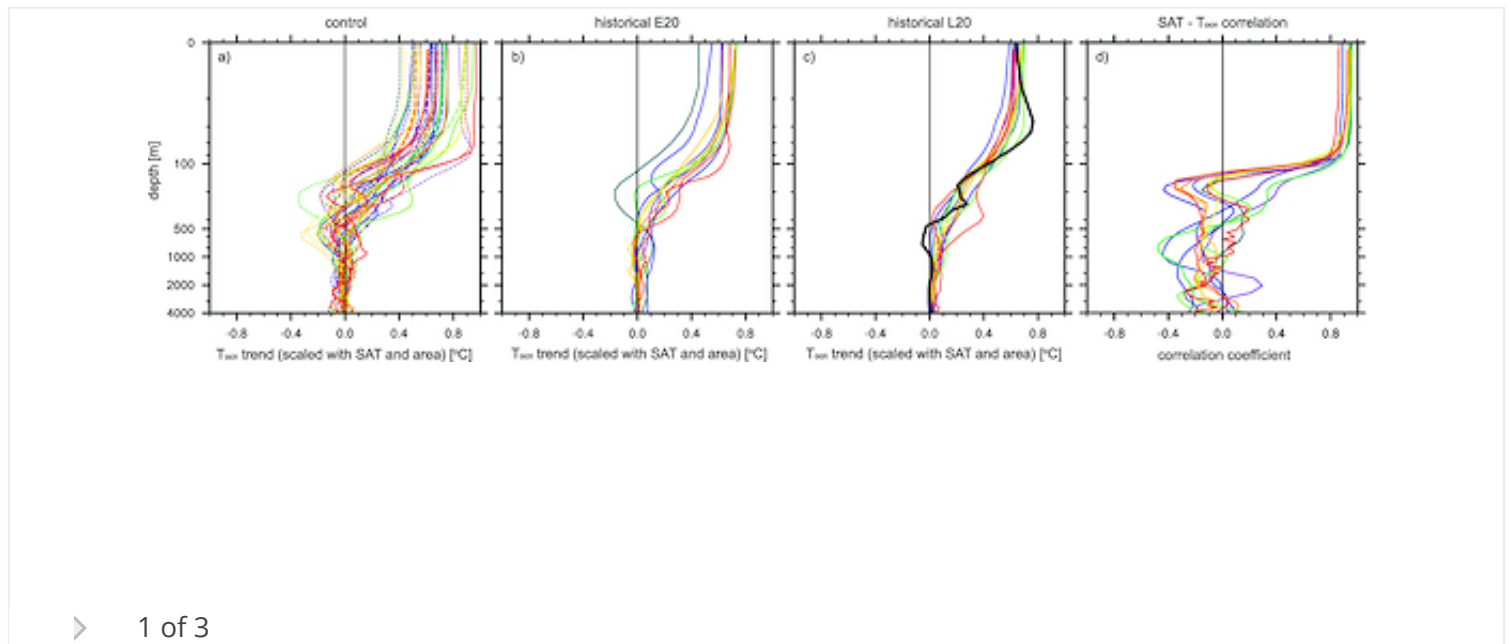 control
historical E20
historical L20
SAT - Tocn correlation
a)
b)
c)
d)
depth [m]
0
100
500
1000
2000
4000
-0.8 -0.4 0.0 0.4 0.8
-0.8 -0.4 0.0 0.4 0.8
-0.8 -0.4 0.0 0.4 0.8
-0.8 -0.4 0.0 0.4 0.8
Tocn trend (scaled with SAT and area) [°C]
Tocn trend (scaled with SAT and area) [°C]
Tocn trend (scaled with SAT and area) [°C]
correlation coefficient
1 of 3